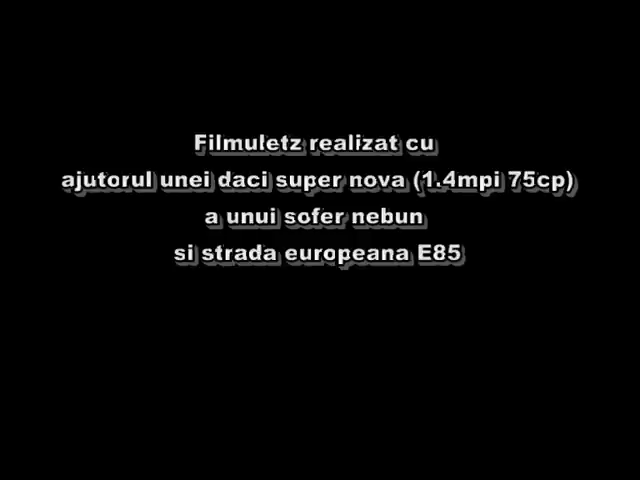 Filmuletz realizat cu
ajutorul unei daci super nova (1.4mpi 75cp)
a unui sofer nebun
si strada europeana E85